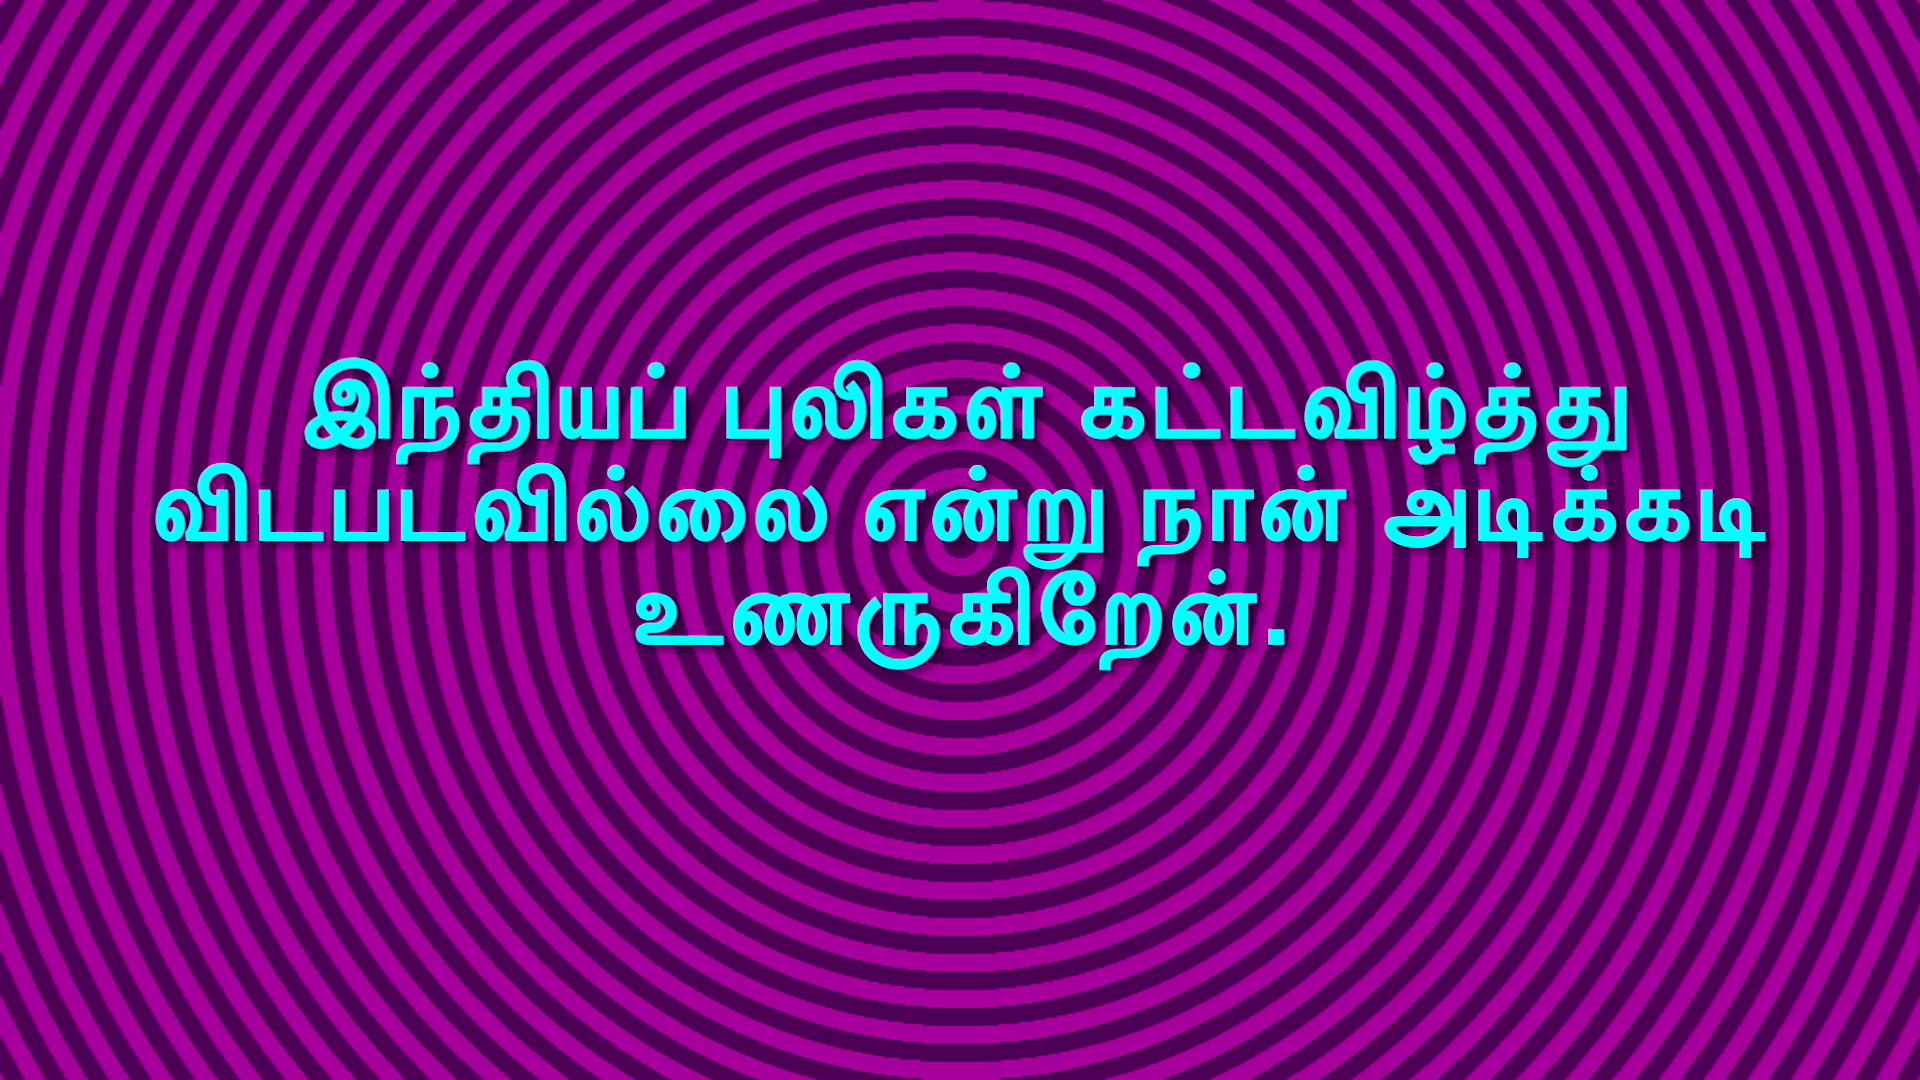 இந்தியப் புலிகள் கட்டவிழ்த்து
விடபடவில்லை என்று நான் அடிக்கடி
உணருகிறேன்.